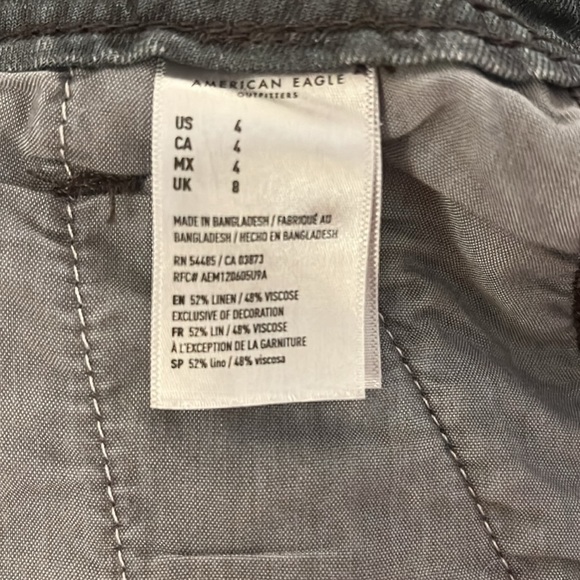 AMERICAN EAGLE
OUTFITTERS
US 4
CA 4
MX 4
UK 8
MADE IN BANGLADESH / FABRIQUÉ AU
BANGLADESH / HECHO EN BANGLADESH
RN 54485 / CA 03873
RFC# AEM120605U9A
EN 52% LINEN / 48% VISCOSE
EXCLUSIVE OF DECORATION
FR 52% LIN / 48% VISCOSE
À L'EXCEPTION DE LA GARNITURE
SP 52% lino / 48% viscosa